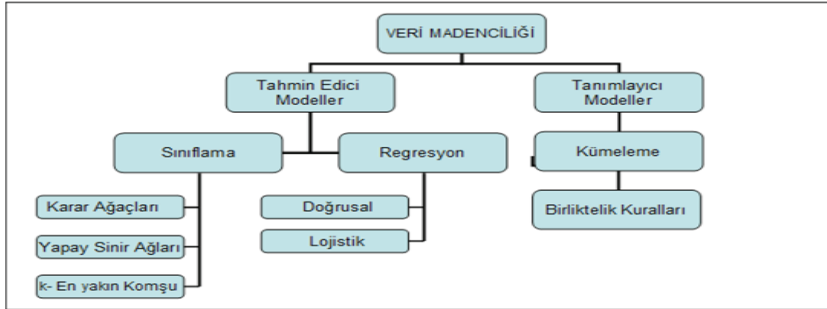 VERİ MADENCİLİĞİ
Tahmin Edici
Modeller
Tanımlayıcı
Modeller
Sınıflama
Regresyon
Kümeleme
Karar Ağaçları
Doğrusal
Birliktelik Kuralları
Yapay Sinir Ağları
Lojistik
k- En yakın Komşu